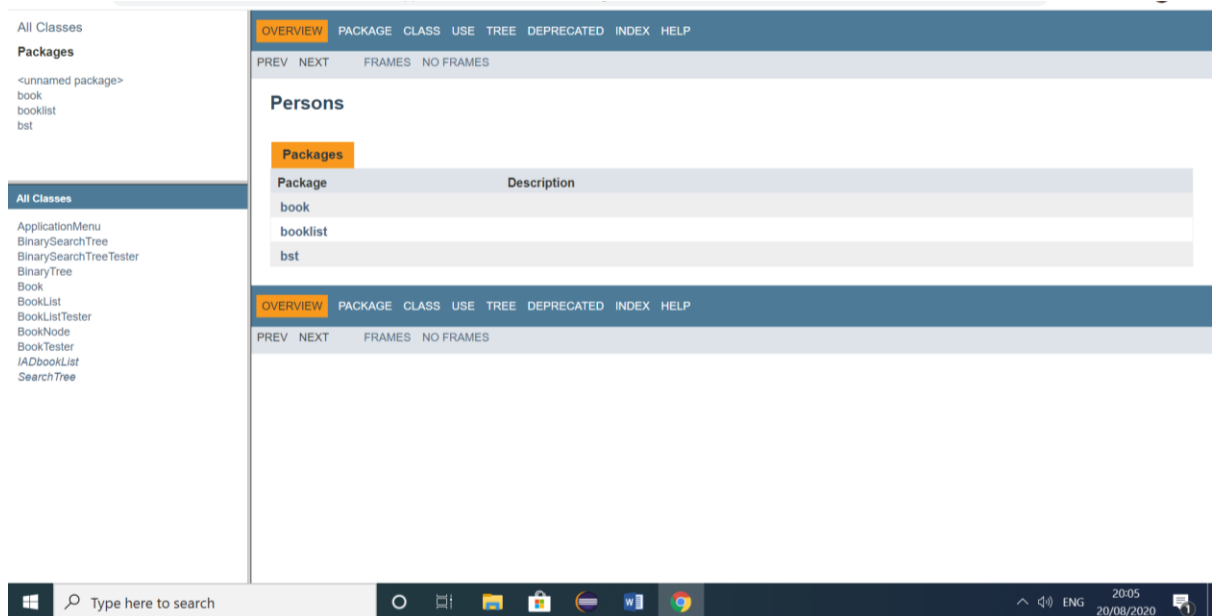 All Classes
Packages
<unnamed package>
book
booklist
bst
All Classes
ApplicationMenu
BinarySearchTree
BinarySearchTreeTester
BinaryTree
Book
BookList
BookListTester
BookNode
BookTester
IADbookList
SearchTree
OVERVIEW PACKAGE CLASS USE TREE DEPRECATED INDEX HELP
PREV NEXT FRAMES NO FRAMES
Persons
Packages
Package Description
book
booklist
bst
OVERVIEW PACKAGE CLASS USE TREE DEPRECATED INDEX HELP
PREV NEXT FRAMES NO FRAMES
Type here to search
ENG
20:05
20/08/2020
1